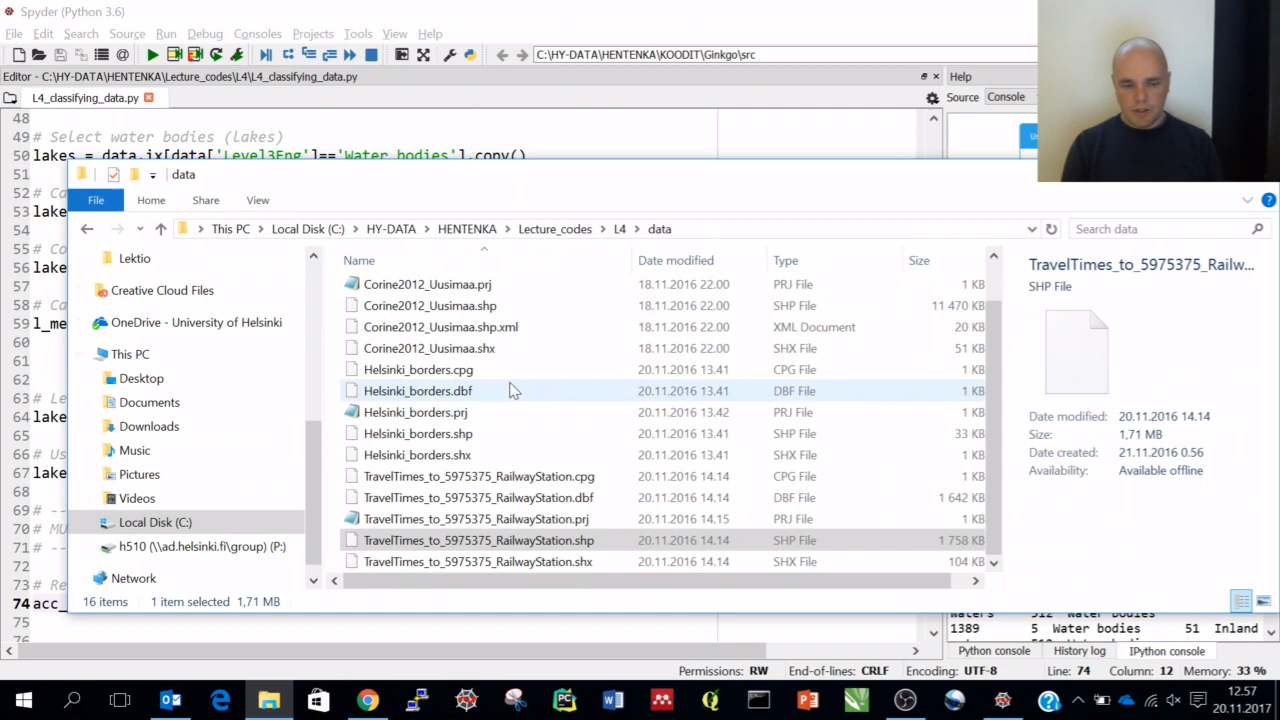 Spyder (Python 3.6)
File Edit Search Source Run Debug Consoles Projects Tools View Help
C:\HY-DATA\HENTENKA\KOODIT\Ginkgo\src
Editor - C:\HY-DATA\HENTENKA\Lecture_codes\L4\L4_classifying_data.py
Help
L4_classifying_data.py
Source Console
48
49 # Select water bodies (lakes)
50 lakes = data.ix[data['Level3Eng']=='Water bodies'].copy()
51
52 # Ca
53 lake
54
55 # Co
56 lake
57
58 # Ca
59 l_me
60
61
62
63 # Le
64 lake
65
66 # Us
67 lake
68
69 # --
70 # MU
71 # --
72
73 # Re
74 acc_
75
76
data
File Home Share View
This PC Local Disk (C:) HY-DATA HENTENKA Lecture_codes L4 data
Search data
Lektio
Creative Cloud Files
OneDrive - University of Helsinki
This PC
Desktop
Documents
Downloads
Music
Pictures
Videos
Local Disk (C:)
h510 (\\ad.helsinki.fi\group) (P:)
Network
Name Date modified Type Size
Corine2012_Uusimaa.prj 18.11.2016 22.00 PRJ File 1 KB
Corine2012_Uusimaa.shp 18.11.2016 22.00 SHP File 11 470 KB
Corine2012_Uusimaa.shp.xml 18.11.2016 22.00 XML Document 20 KB
Corine2012_Uusimaa.shx 18.11.2016 22.00 SHX File 51 KB
Helsinki_borders.cpg 20.11.2016 13.41 CPG File 1 KB
Helsinki_borders.dbf 20.11.2016 13.41 DBF File 1 KB
Helsinki_borders.prj 20.11.2016 13.42 PRJ File 1 KB
Helsinki_borders.shp 20.11.2016 13.41 SHP File 33 KB
Helsinki_borders.shx 20.11.2016 13.41 SHX File 1 KB
TravelTimes_to_5975375_RailwayStation.cpg 20.11.2016 14.14 CPG File 1 KB
TravelTimes_to_5975375_RailwayStation.dbf 20.11.2016 14.14 DBF File 1 642 KB
TravelTimes_to_5975375_RailwayStation.prj 20.11.2016 14.15 PRJ File 1 KB
TravelTimes_to_5975375_RailwayStation.shp 20.11.2016 14.14 SHP File 1 758 KB
TravelTimes_to_5975375_RailwayStation.shx 20.11.2016 14.14 SHX File 104 KB
TravelTimes_to_5975375_Railw...
SHP File
Date modified: 20.11.2016 14.14
Size: 1,71 MB
Date created: 21.11.2016 0.56
Availability: Available offline
16 items 1 item selected 1,71 MB
waters 512 Water bodies
1389 5 Water bodies 51 Inland
Python console History log IPython console
Permissions: RW End-of-lines: CRLF Encoding: UTF-8 Line: 74 Column: 12 Memory: 33 %
12.57
20.11.2017